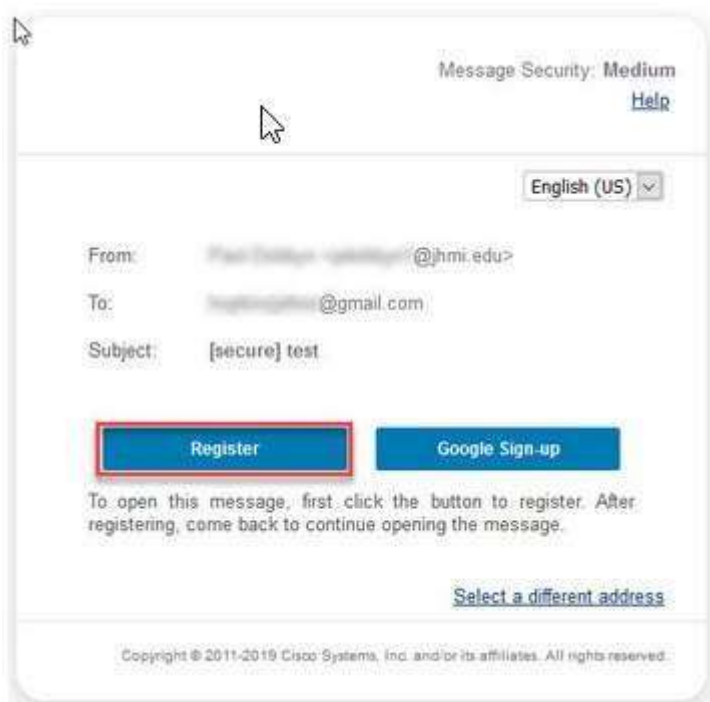 Message Security: Medium
Help
English (US)
From: @jhmi.edu>
To: @gmail.com
Subject: [secure] test
Register Google Sign-up
To open this message, first click the button to register. After
registering, come back to continue opening the message.
Select a different address
Copyright © 2011-2019 Cisco Systems, Inc. and/or its affiliates. All rights reserved.